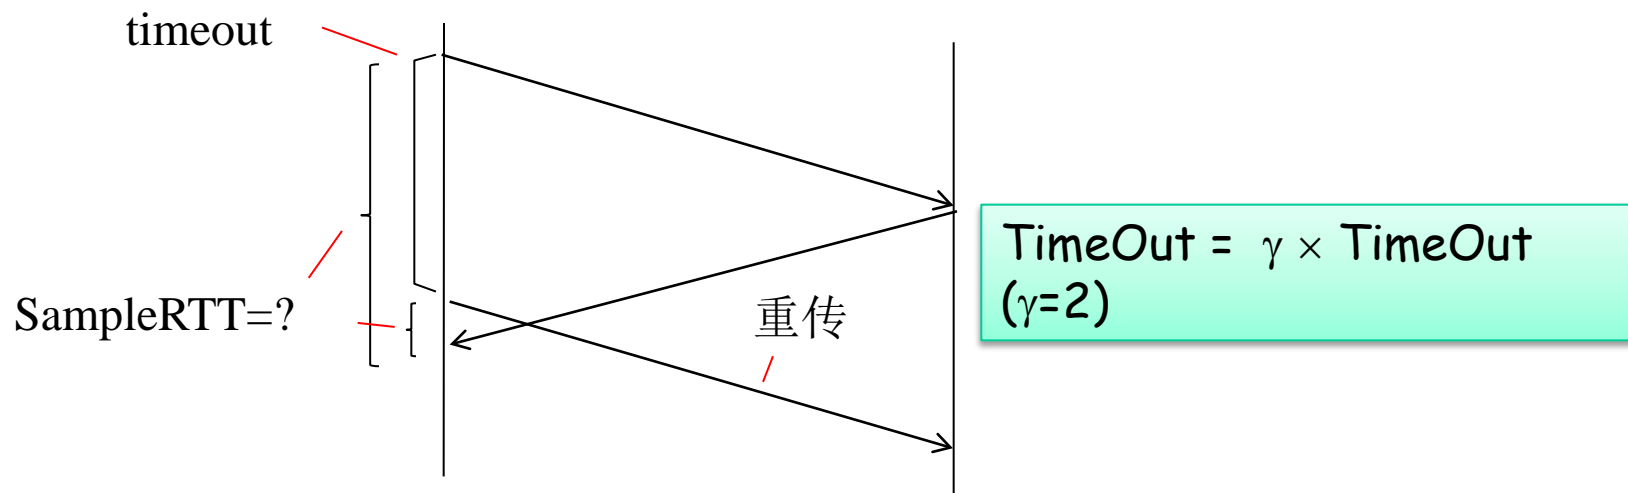 timeout
TimeOut = γ × TimeOut
(γ=2)
SampleRTT=?
重传